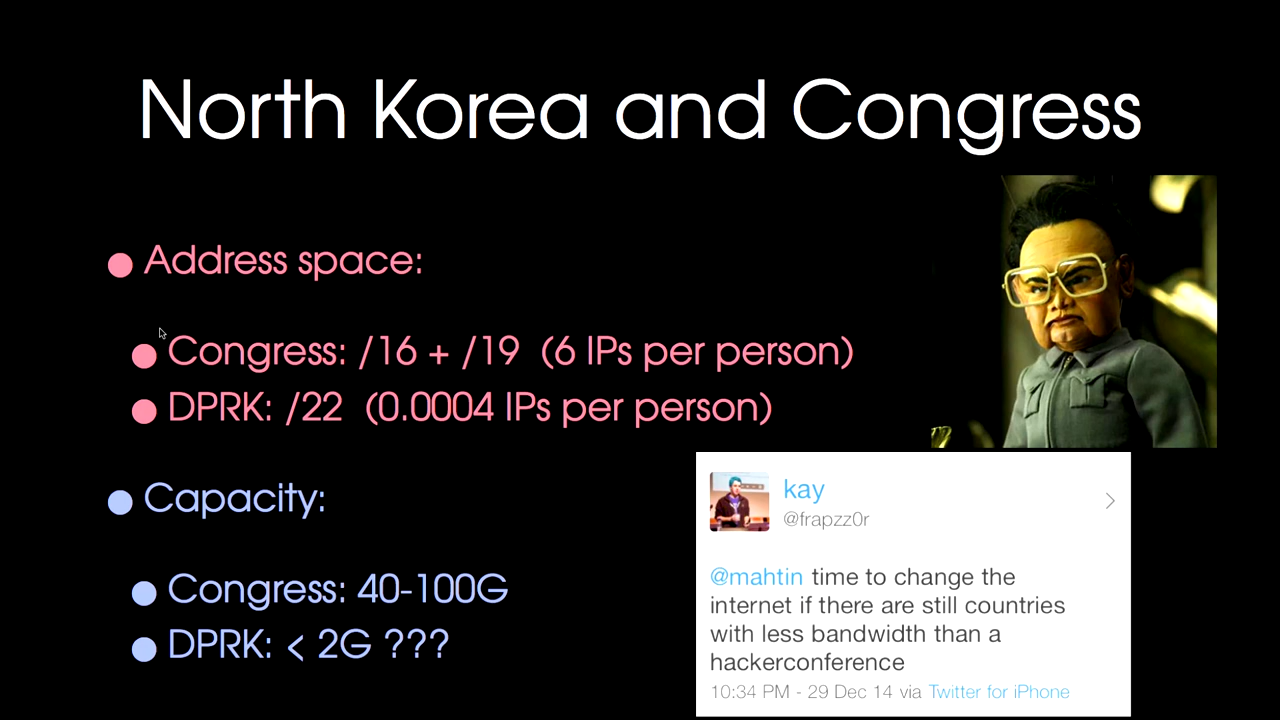 North Korea and Congress
Address space:
Congress: /16 + /19 (6 IPs per person)
DPRK: /22 (0.0004 IPs per person)
Capacity:
Congress: 40-100G
DPRK: < 2G ???
kay
@frapzz0r
@mahtin time to change the
internet if there are still countries
with less bandwidth than a
hackerconference
10:34 PM - 29 Dec 14 via Twitter for iPhone